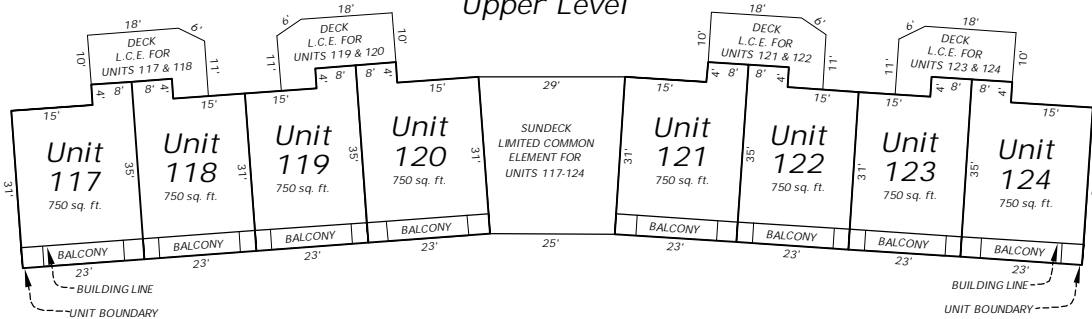 Upper Level
18'
6'
10'
DECK
L.C.E. FOR
UNITS 117 & 118
11'
6'
18'
10'
DECK
L.C.E. FOR
UNITS 119 & 120
11'
18'
6'
10'
DECK
L.C.E. FOR
UNITS 121 & 122
11'
6'
18'
10'
DECK
L.C.E. FOR
UNITS 123 & 124
11'
15'
4'
8'
8'
4'
15'
15'
4'
8'
8'
4'
15'
29'
15'
4'
8'
8'
4'
15'
15'
4'
8'
8'
4'
15'
31'
Unit
117
750 sq. ft.
35'
Unit
118
750 sq. ft.
31'
Unit
119
750 sq. ft.
35'
Unit
120
750 sq. ft.
31'
SUNDECK
LIMITED COMMON
ELEMENT FOR
UNITS 117-124
31'
Unit
121
750 sq. ft.
35'
Unit
122
750 sq. ft.
31'
Unit
123
750 sq. ft.
35'
Unit
124
750 sq. ft.
BALCONY
BALCONY
BALCONY
BALCONY
BALCONY
BALCONY
BALCONY
BALCONY
23'
23'
23'
23'
25'
23'
23'
23'
23'
BUILDING LINE
UNIT BOUNDARY
BUILDING LINE
UNIT BOUNDARY